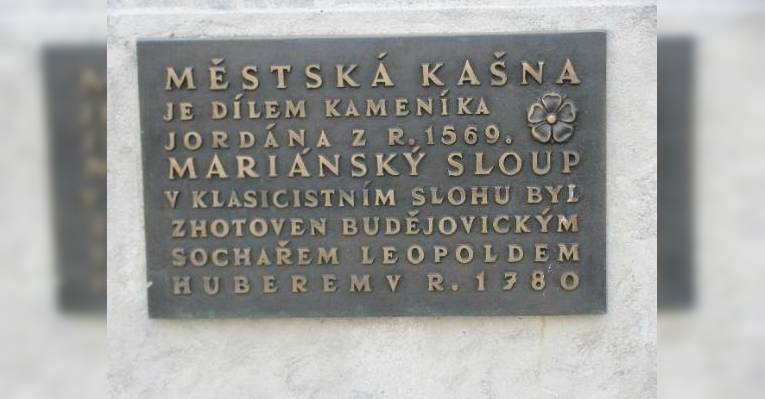 MĚSTSKÁ KAŠNA
JE DÍLEM KAMENÍKA
JORDÁNA Z R. 1569.
MARIÁNSKÝ SLOUP
V KLASICISTNÍM SLOHU BYL
ZHOTOVEN BUDĚJOVICKÝM
SOCHAŘEM LEOPOLDEM
HUBEREM V R. 1780